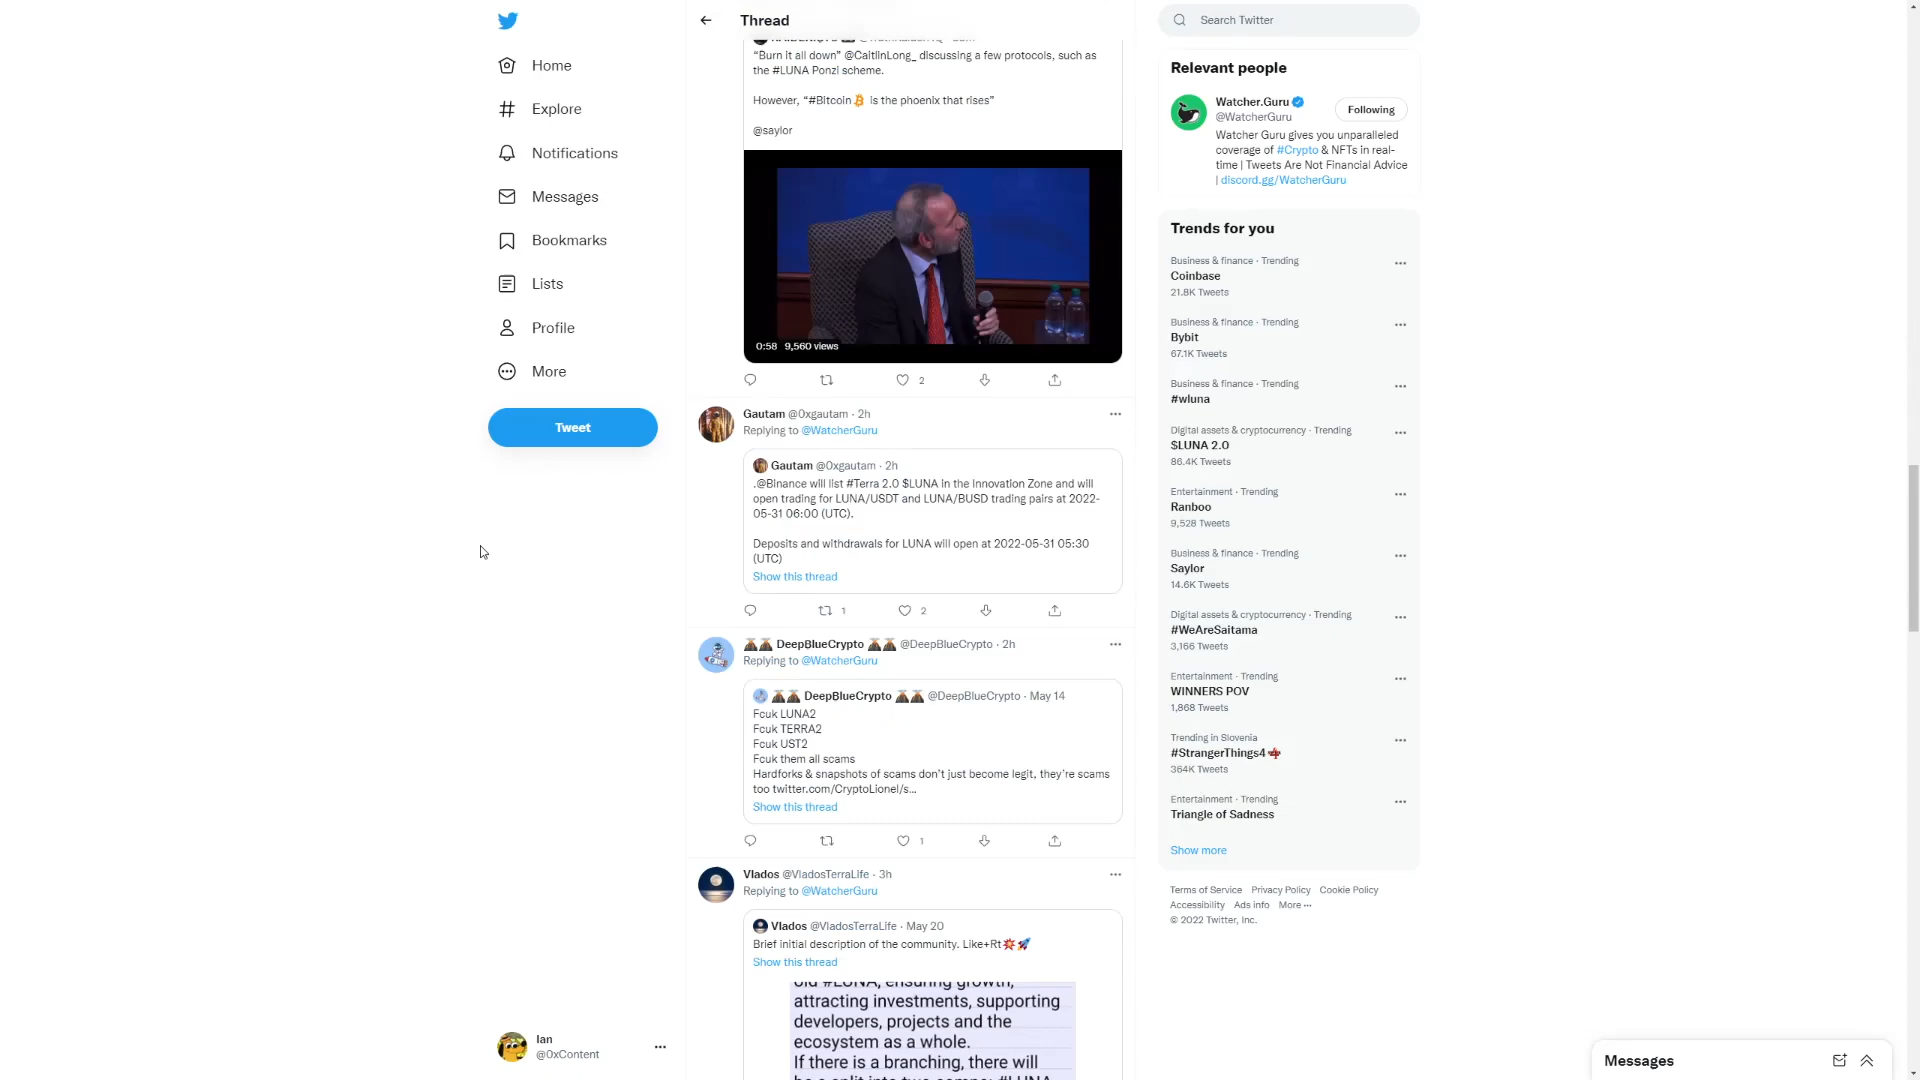 Home
Explore
Notifications
Messages
Bookmarks
Lists
Profile
More
Tweet
Ian
@0xContent
Thread
“Burn it all down” @CaitlinLong_ discussing a few protocols, such as
the #LUNA Ponzi scheme.
However, “#Bitcoin is the phoenix that rises”
@saylor
0:58 9,560 views
2
Gautam @0xgautam · 2h
Replying to @WatcherGuru
Gautam @0xgautam · 2h
.@Binance will list #Terra 2.0 $LUNA in the Innovation Zone and will
open trading for LUNA/USDT and LUNA/BUSD trading pairs at 2022-
05-31 06:00 (UTC).
Deposits and withdrawals for LUNA will open at 2022-05-31 05:30
(UTC)
Show this thread
1 2
DeepBlueCrypto @DeepBlueCrypto · 2h
Replying to @WatcherGuru
DeepBlueCrypto @DeepBlueCrypto · May 14
Fcuk LUNA2
Fcuk TERRA2
Fcuk UST2
Fcuk them all scams
Hardforks & snapshots of scams don’t just become legit, they’re scams
too twitter.com/CryptoLionel/s...
Show this thread
1
Vlados @VladosTerraLife · 3h
Replying to @WatcherGuru
Vlados @VladosTerraLife · May 20
Brief initial description of the community. Like+Rt
Show this thread
old #LUNA, ensuring growth,
attracting investments, supporting
developers, projects and the
ecosystem as a whole.
If there is a branching, there will
Search Twitter
Relevant people
Watcher.Guru
Following
@WatcherGuru
Watcher Guru gives you unparalleled
coverage of #Crypto & NFTs in real-
time | Tweets Are Not Financial Advice
| discord.gg/WatcherGuru
Trends for you
Business & finance · Trending
Coinbase
21.8K Tweets
Business & finance · Trending
Bybit
67.1K Tweets
Business & finance · Trending
#wluna
Digital assets & cryptocurrency · Trending
$LUNA 2.0
86.4K Tweets
Entertainment · Trending
Ranboo
9,528 Tweets
Business & finance · Trending
Saylor
14.6K Tweets
Digital assets & cryptocurrency · Trending
#WeAreSaitama
3,166 Tweets
Entertainment · Trending
WINNERS POV
1,868 Tweets
Trending in Slovenia
#StrangerThings4
364K Tweets
Entertainment · Trending
Triangle of Sadness
Show more
Terms of Service Privacy Policy Cookie Policy
Accessibility Ads info More ···
© 2022 Twitter, Inc.
Messages